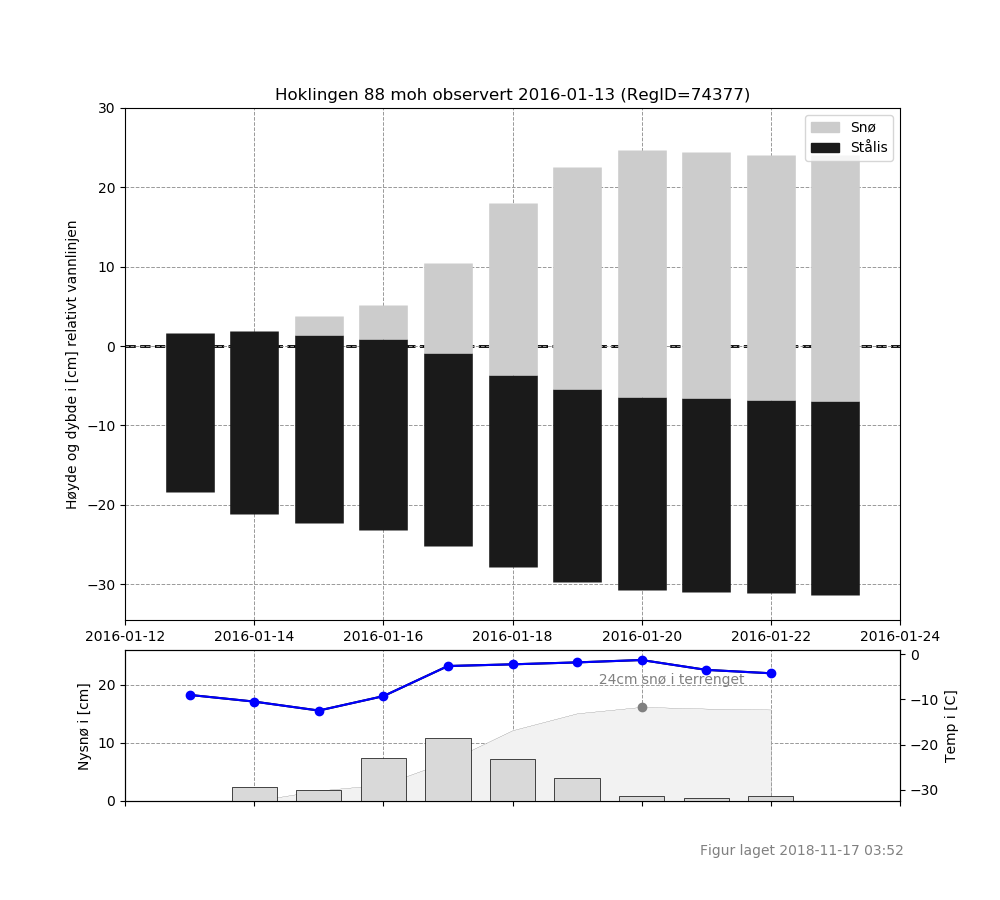 Hoklingen 88 moh observert 2016-01-13 (RegID=74377)
Snø
Stålis
30
20
10
0
−10
−20
−30
Høyde og dybde i [cm] relativt vannlinjen
2016-01-12
2016-01-14
2016-01-16
2016-01-18
2016-01-20
2016-01-22
2016-01-24
24cm snø i terrenget
20
10
0
Nysnø i [cm]
0
−10
−20
−30
Temp i [C]
Figur laget 2018-11-17 03:52